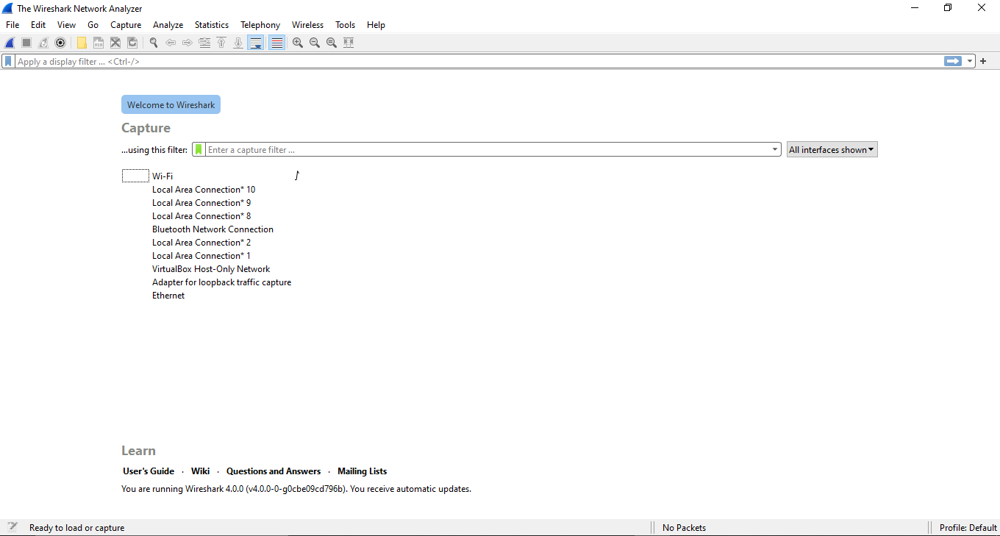 The Wireshark Network Analyzer
File Edit View Go Capture Analyze Statistics Telephony Wireless Tools Help
Apply a display filter ... <Ctrl-/>
Welcome to Wireshark
Capture
...using this filter: Enter a capture filter ... All interfaces shown
Wi-Fi
Local Area Connection* 10
Local Area Connection* 9
Local Area Connection* 8
Bluetooth Network Connection
Local Area Connection* 2
Local Area Connection* 1
VirtualBox Host-Only Network
Adapter for loopback traffic capture
Ethernet
Learn
User's Guide · Wiki · Questions and Answers · Mailing Lists
You are running Wireshark 4.0.0 (v4.0.0-0-g0cbe09cd796b). You receive automatic updates.
Ready to load or capture No Packets Profile: Default